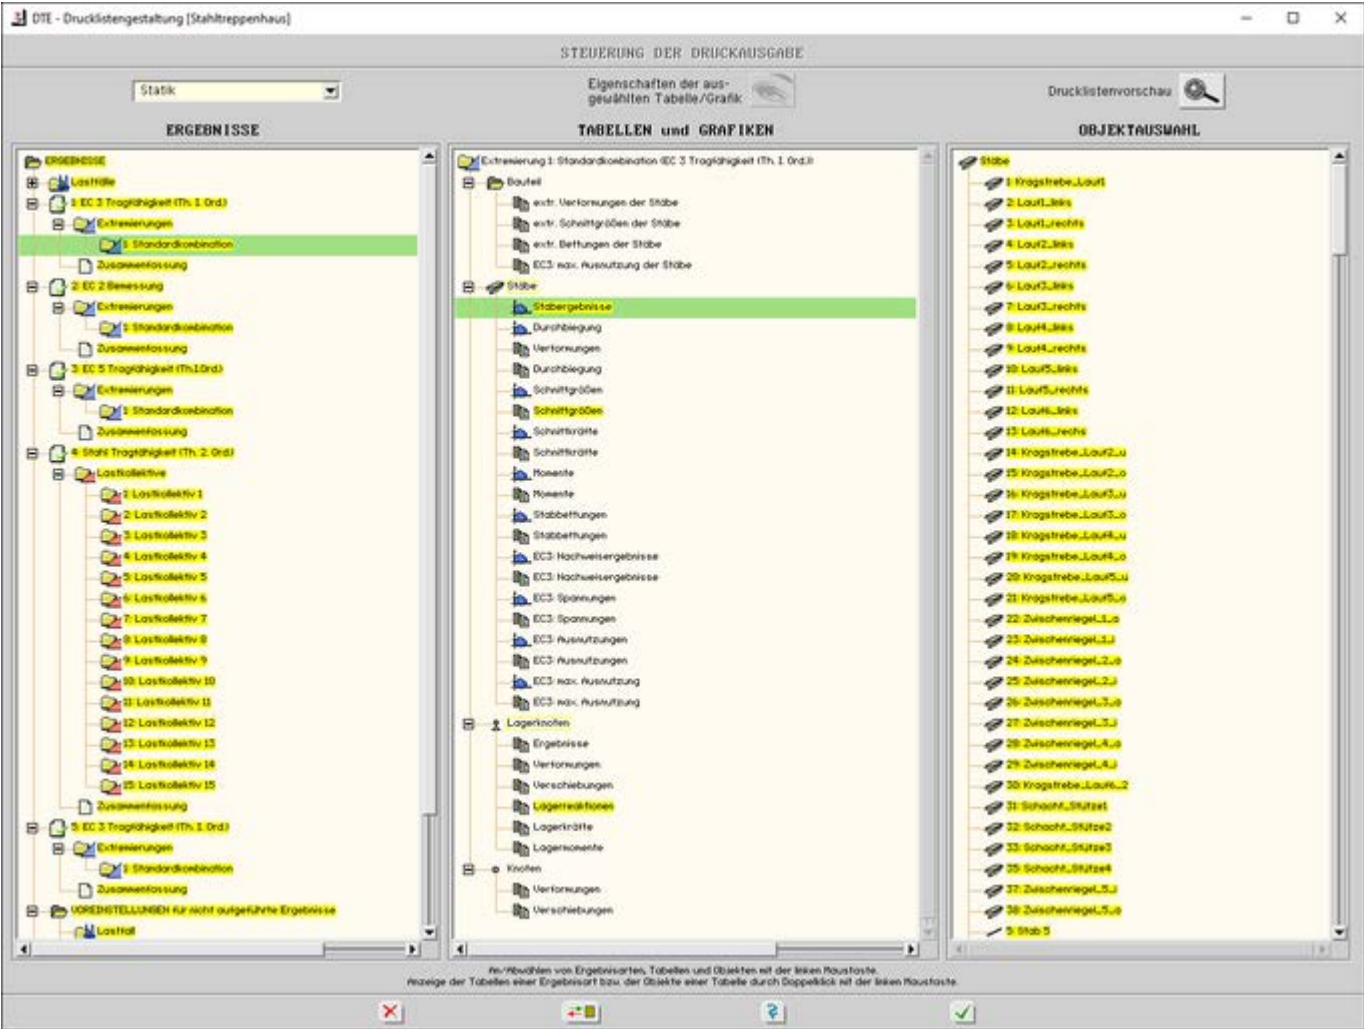 DTE - Drucklistengestaltung [Stahltreppenhaus]
STEUERUNG DER DRUCKAUSGABE
Statik
Eigenschaften der aus-
gewählten Tabelle/Grafik
Drucklistenvorschau
ERGEBNISSE
ERGEBNISSE
Lastfälle
1: EC 3 Tragfähigkeit (Th. I. Ord.)
Extremierungen
1: Standardkombination
Zusammenfassung
2: EC 2 Bemessung
Extremierungen
1: Standardkombination
Zusammenfassung
3: EC 5 Tragfähigkeit (Th.I.Ord.)
Extremierungen
1: Standardkombination
Zusammenfassung
4: Stahl Tragfähigkeit (Th. 2. Ord.)
Lastkollektive
1: Lastkollektiv 1
2: Lastkollektiv 2
3: Lastkollektiv 3
4: Lastkollektiv 4
5: Lastkollektiv 5
6: Lastkollektiv 6
7: Lastkollektiv 7
8: Lastkollektiv 8
9: Lastkollektiv 9
10: Lastkollektiv 10
11: Lastkollektiv 11
12: Lastkollektiv 12
13: Lastkollektiv 13
14: Lastkollektiv 14
15: Lastkollektiv 15
Zusammenfassung
5: EC 3 Tragfähigkeit (Th. I. Ord.)
Extremierungen
1: Standardkombination
Zusammenfassung
VOREINSTELLUNGEN für nicht aufgeführte Ergebnisse
Lastfall
TABELLEN und GRAFIKEN
Extremierung 1: Standardkombination (EC 3 Tragfähigkeit (Th. I. Ord.))
Bauteil
extr. Verformungen der Stäbe
extr. Schnittgrößen der Stäbe
extr. Bettungen der Stäbe
EC3: max. Ausnutzung der Stäbe
Stäbe
Stabergebnisse
Durchbiegung
Verformungen
Durchbiegung
Schnittgrößen
Schnittgrößen
Schnittkräfte
Schnittkräfte
Momente
Momente
Stabbettungen
Stabbettungen
EC3: Nachweisergebnisse
EC3: Nachweisergebnisse
EC3: Spannungen
EC3: Spannungen
EC3: Ausnutzungen
EC3: Ausnutzungen
EC3: max. Ausnutzung
EC3: max. Ausnutzung
Lagerknoten
Ergebnisse
Verformungen
Verschiebungen
Lagerreaktionen
Lagerkräfte
Lagermomente
Knoten
Verformungen
Verschiebungen
OBJEKTAUSWAHL
Stäbe
1: Kragstrebe_Lauf1
2: Lauf1_links
3: Lauf1_rechts
4: Lauf2_links
5: Lauf2_rechts
6: Lauf3_links
7: Lauf3_rechts
8: Lauf4_links
9: Lauf4_rechts
10: Lauf5_links
11: Lauf5_rechts
12: Lauf6_links
13: Lauf6_rechs
14: Kragstrebe_Lauf2_u
15: Kragstrebe_Lauf2_o
16: Kragstrebe_Lauf3_u
17: Kragstrebe_Lauf3_o
18: Kragstrebe_Lauf4_u
19: Kragstrebe_Lauf4_o
20: Kragstrebe_Lauf5_u
21: Kragstrebe_Lauf5_o
22: Zwischenriegel_1_o
23: Zwischenriegel_1_i
24: Zwischenriegel_2_o
25: Zwischenriegel_2_i
26: Zwischenriegel_3_o
27: Zwischenriegel_3_i
28: Zwischenriegel_4_o
29: Zwischenriegel_4_i
30: Kragstrebe_Lauf6_2
31: Schacht_Stütze1
32: Schacht_Stütze2
33: Schacht_Stütze3
35: Schacht_Stütze4
37: Zwischenriegel_5_i
38: Zwischenriegel_5_o
5: Stab 5
An/Abwählen von Ergebnisarten, Tabellen und Objekten mit der linken Maustaste.
Anzeige der Tabellen einer Ergebnisart bzw. der Objekte einer Tabelle durch Doppelklick mit der linken Maustaste.